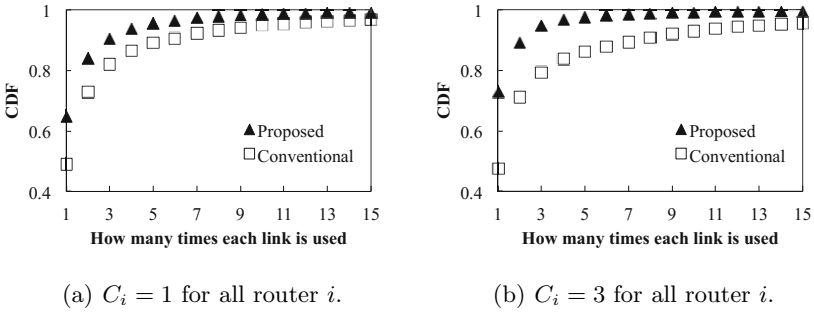 1
0.8
0.6
0.4
CDF
▲Proposed
□Conventional
1 3 5 7 9 11 13 15
How many times each link is used
(a) C_i = 1 for all router i.
1
0.8
0.6
0.4
CDF
▲Proposed
□Conventional
1 3 5 7 9 11 13 15
How many times each link is used
(b) C_i = 3 for all router i.